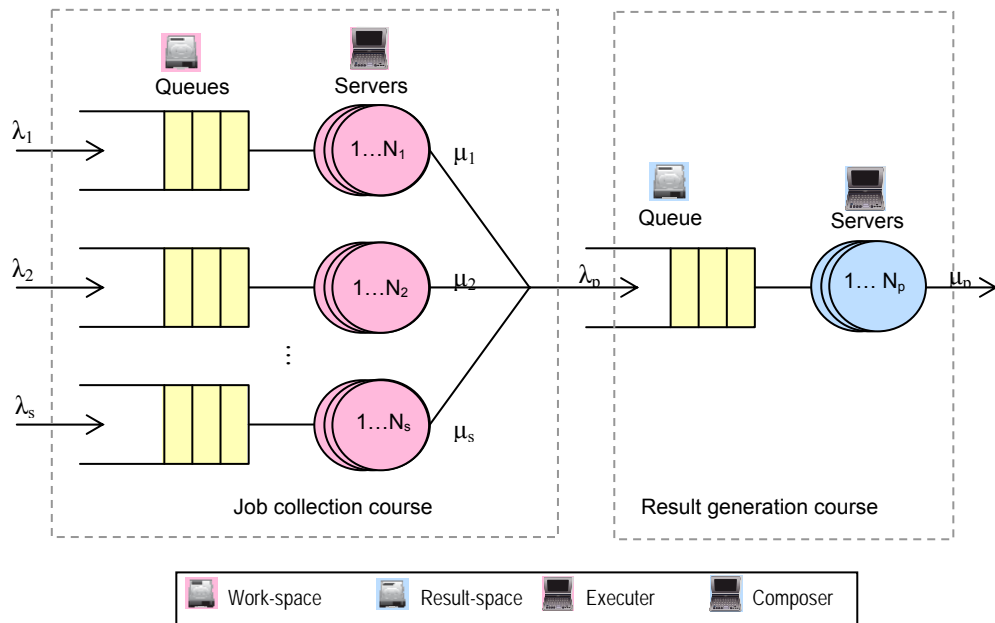 Queues
Servers
λ1
1...N1
μ1
λ2
1...N2
μ2
⋮
λs
1...Ns
μs
Job collection course
Queue
Servers
λp
1... Np
μp
Result generation course
Work-space
Result-space
Executer
Composer